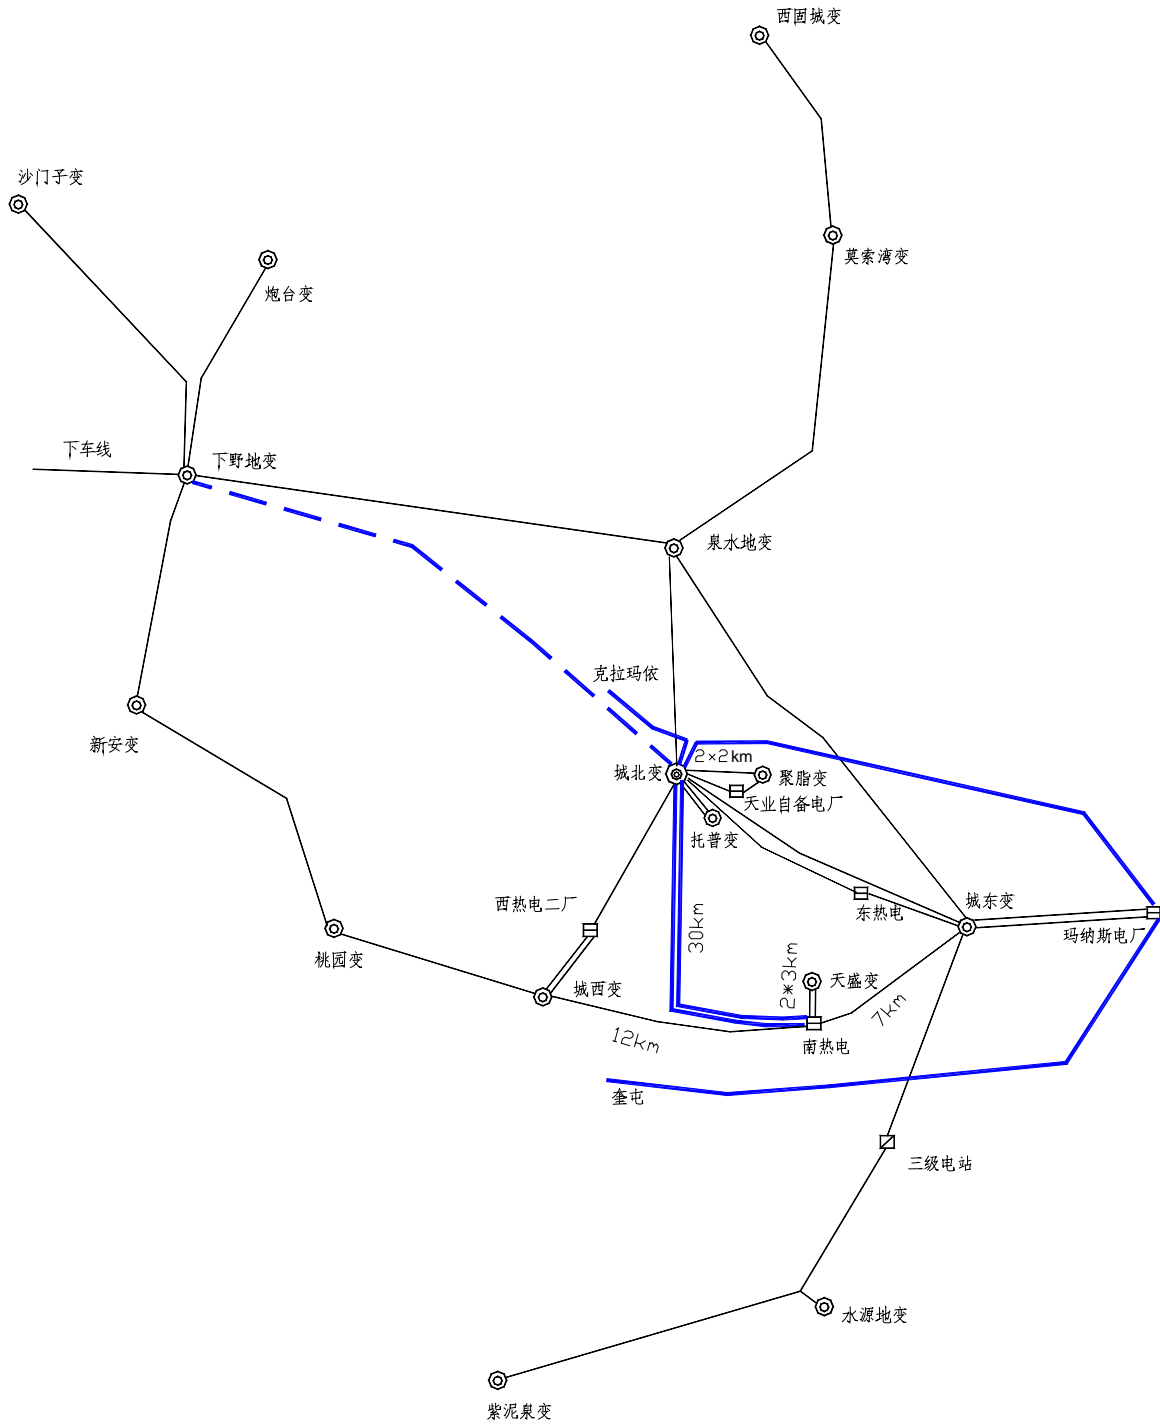 西固城变
沙门子变
莫索湾变
炮台变
下车线
下野地变
泉水地变
克拉玛依
新安变
2×2km
城北变
聚脂变
天业自备电厂
托普变
西热电二厂
东热电
城东变
30km
玛纳斯电厂
桃园变
城西变
2*3km
天盛变
7km
12km
南热电
奎屯
三级电站
水源地变
紫泥泉变